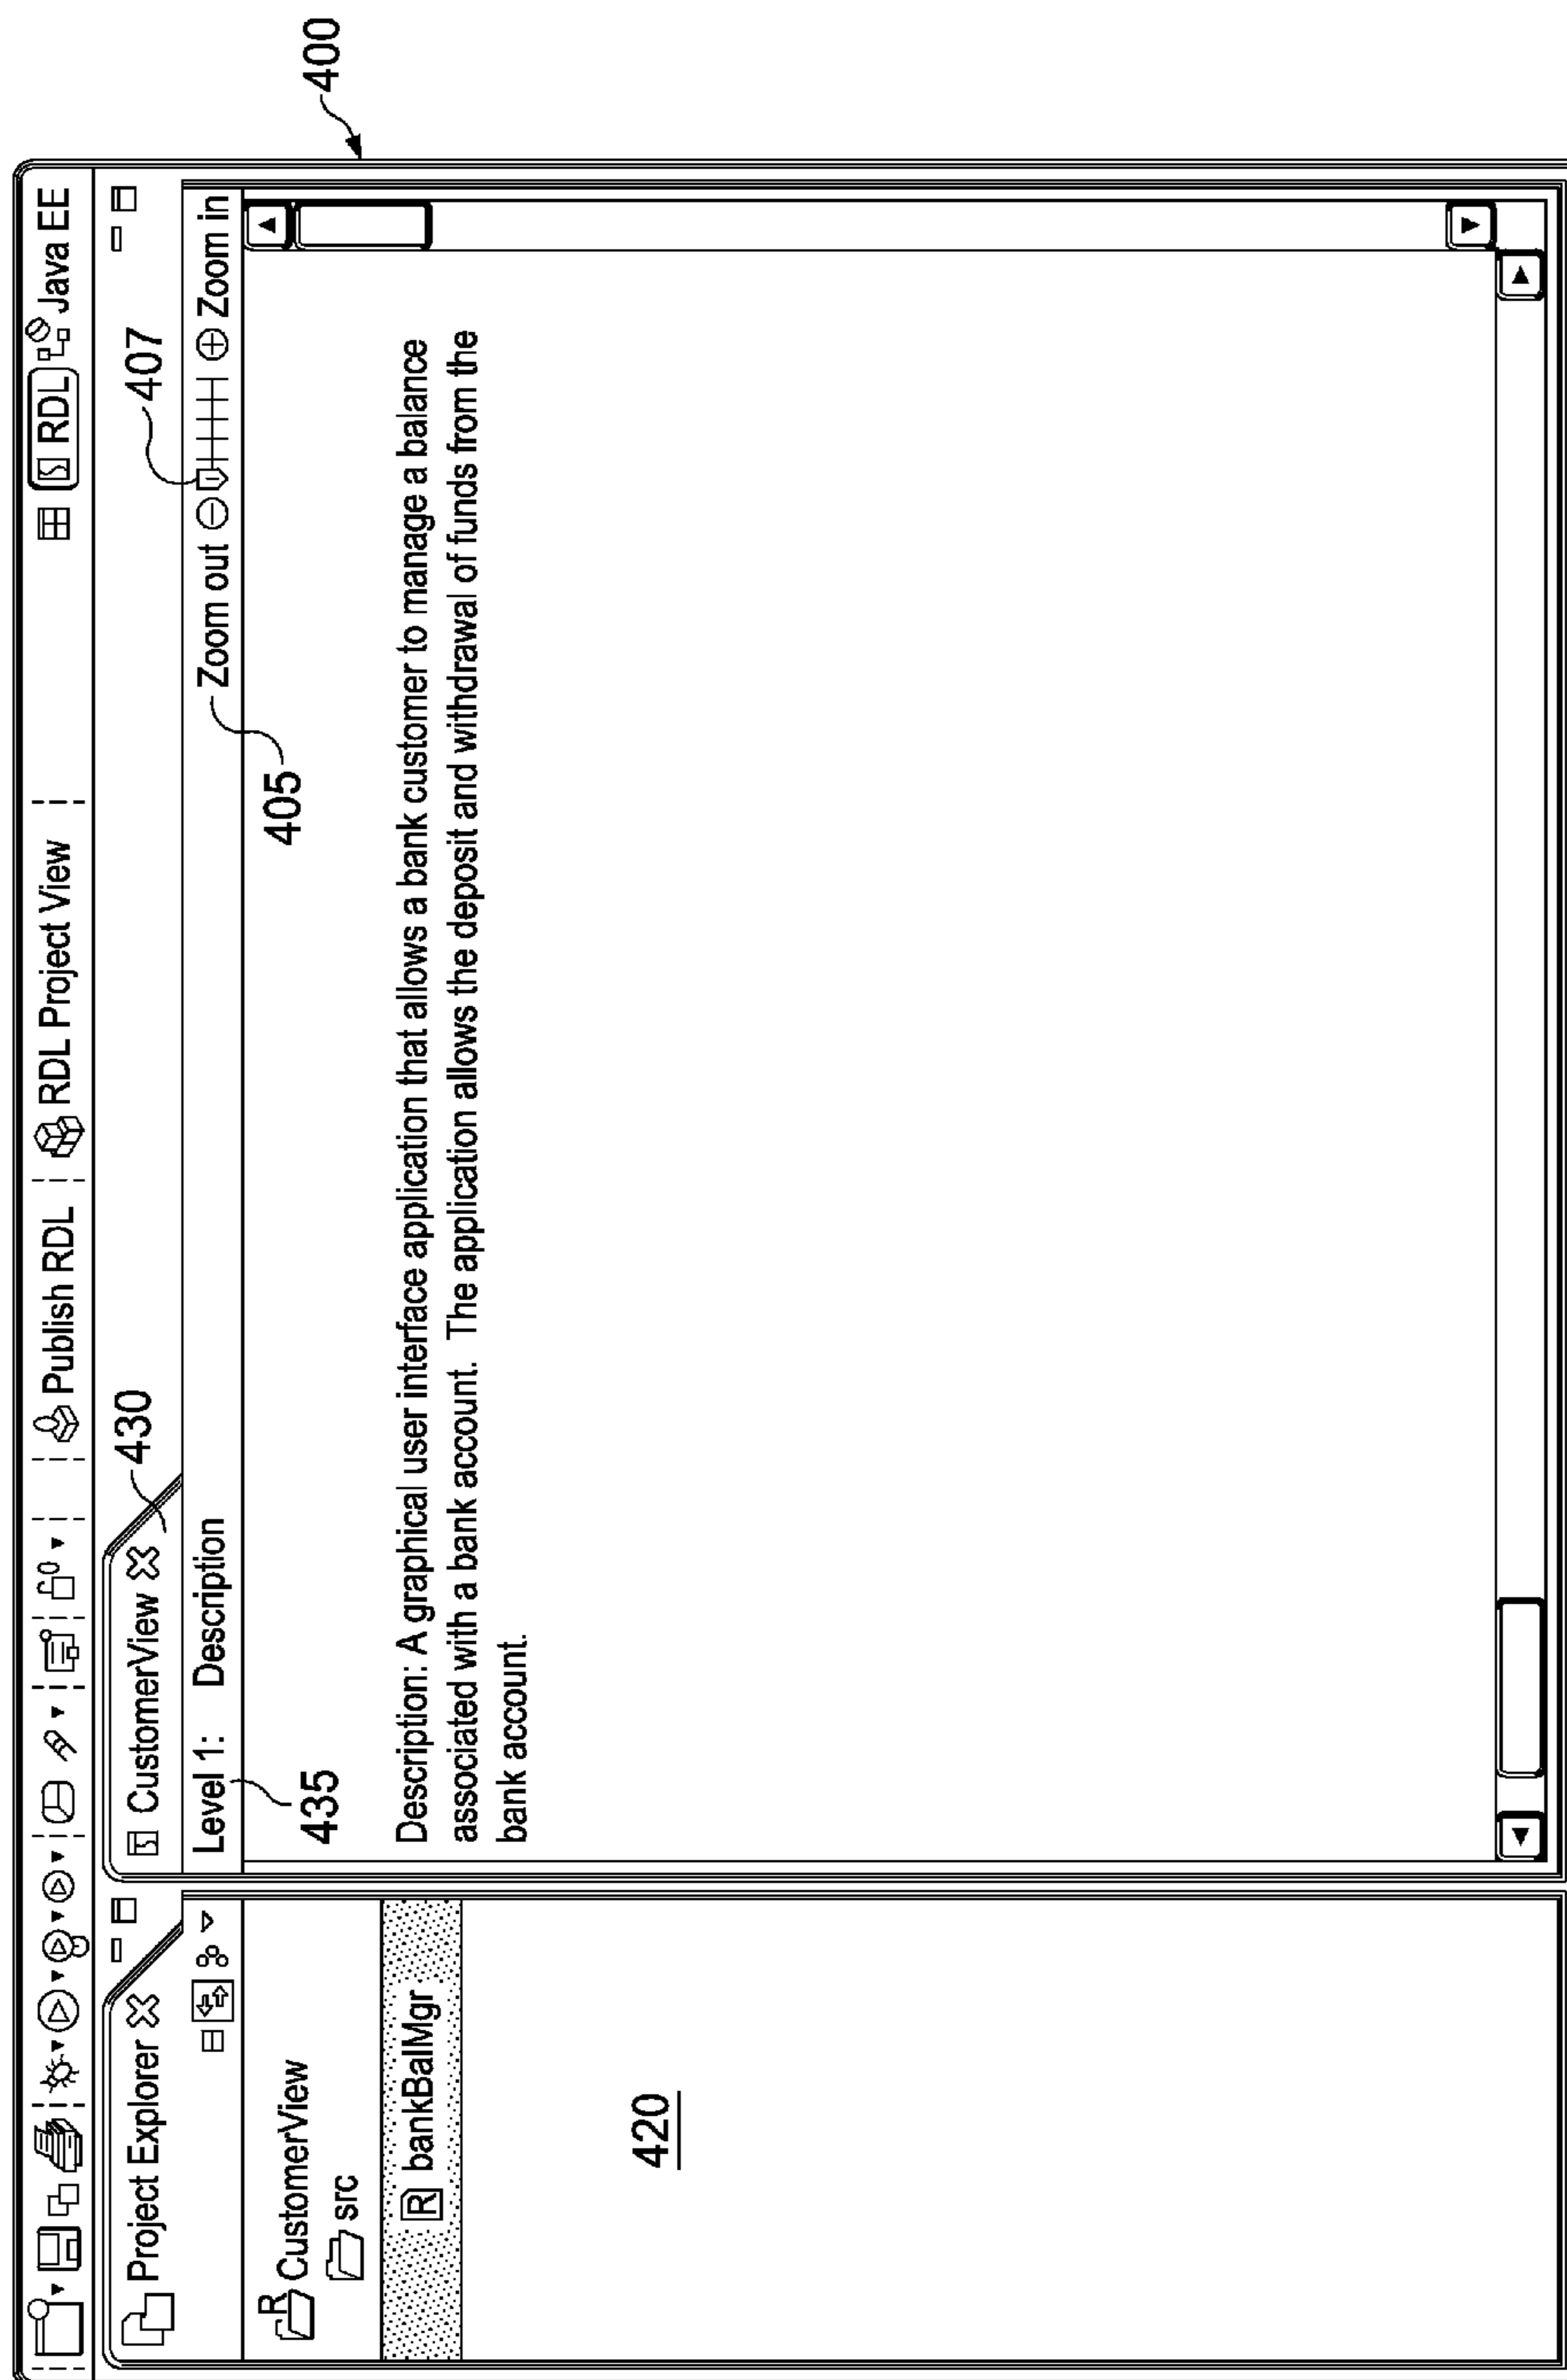 Publish RDL
RDL Project View
RDL
Java EE
400
Project Explorer
CustomerView
430
407
Level 1: Description
Zoom out
Zoom in
435
405
CustomerView
src
R bankBalMgr
R
420
Description: A graphical user interface application that allows a bank customer to manage a balance
associated with a bank account. The application allows the deposit and withdrawal of funds from the
bank account.